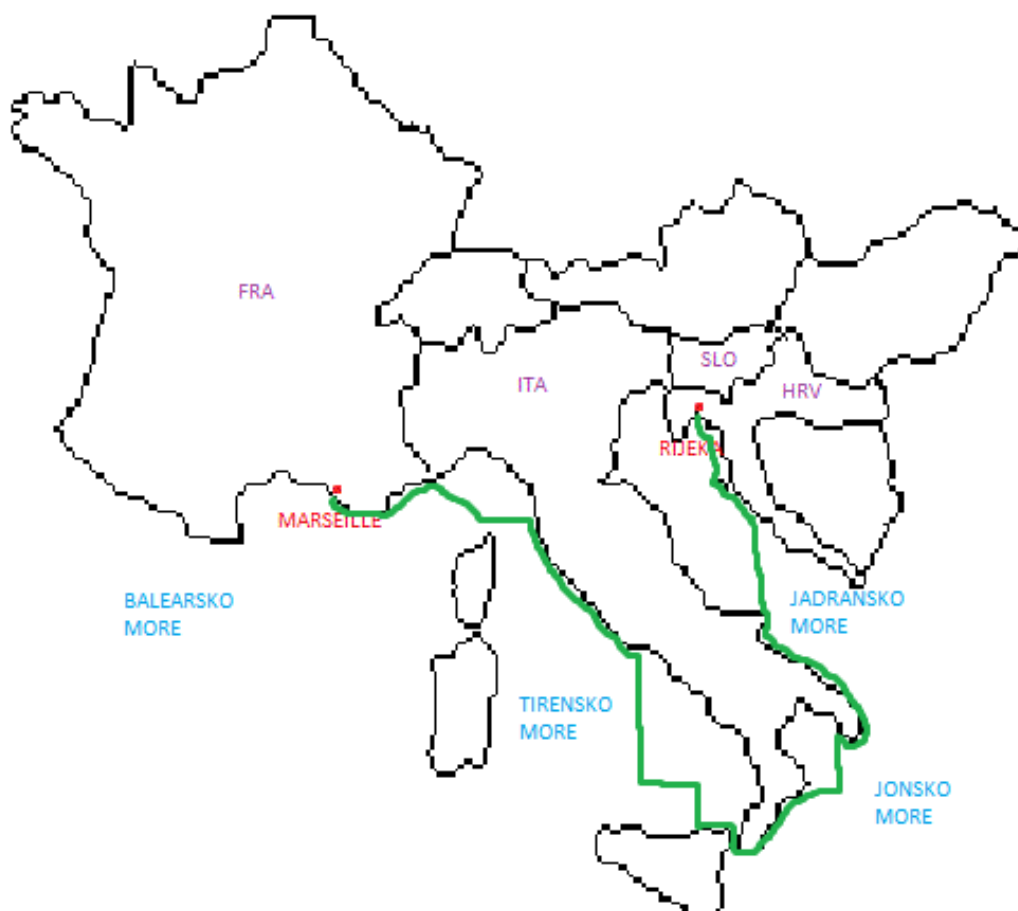 FRA
SLO
ITA
HRV
RIJEKA
MARSEILLE
BALEARSKO
MORE
JADRANSKO
MORE
TIRENSKO
MORE
JONSKO
MORE